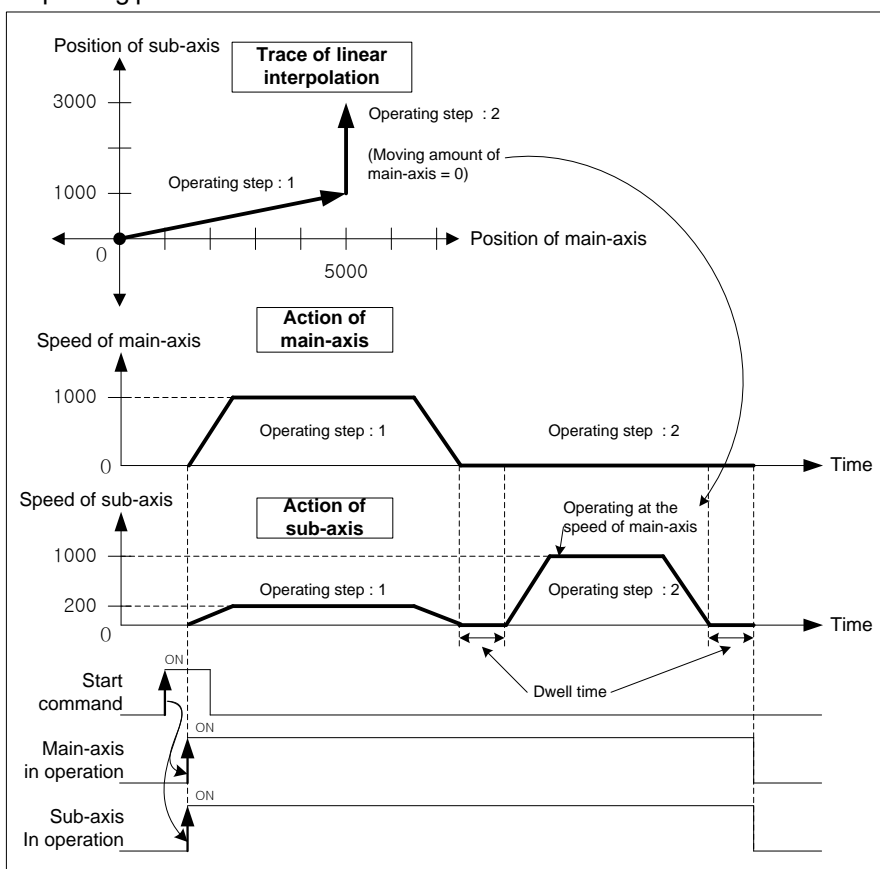 Position of sub-axis
Trace of linear
interpolation
3000
Operating step : 2
(Moving amount of
main-axis = 0)
Operating step : 1
1000
0
Position of main-axis
5000
Action of
main-axis
Speed of main-axis
1000
Operating step : 1
Operating step : 2
0
Time
Speed of sub-axis
Action of
sub-axis
Operating at the
speed of main-axis
1000
Operating step : 1
Operating step : 2
200
0
Time
ON
Dwell time
Start
command
ON
Main-axis
in operation
ON
Sub-axis
In operation